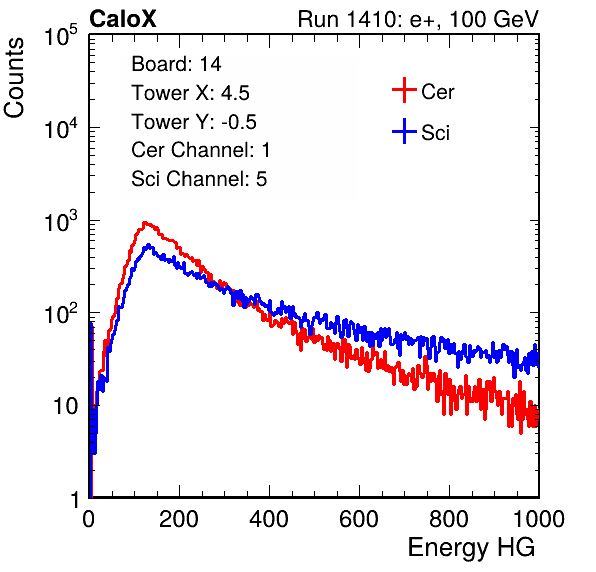 CaloX Run 1410: e+, 100 GeV
Counts
Board: 14
Tower X: 4.5
Tower Y: -0.5
Cer Channel: 1
Sci Channel: 5
Cer
Sci
10^5
10^4
10^3
10^2
10
1
0 200 400 600 800 1000
Energy HG